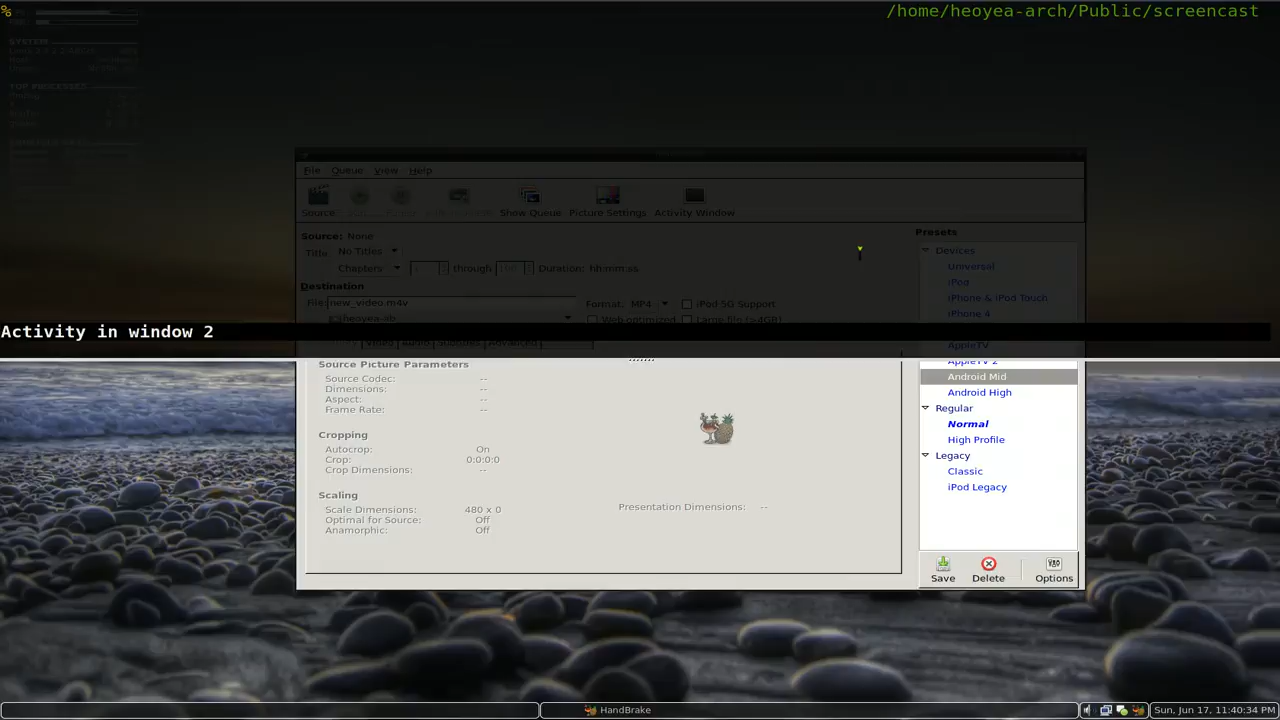 % /home/heoyea-arch/Public/screencast
SYSTEM
TOP PROCESSES
File Queue View Help
Source Show Queue Picture Settings Activity Window
Source: None
Title: No Titles
Chapters 1 through 100 Duration: hh:mm:ss
Destination
File: new_video.m4v Format: MP4 iPod 5G Support
Web optimized Large file (>4GB)
Activity in window 2
Source Picture Parameters
Source Codec: --
Dimensions: --
Aspect: --
Frame Rate: --
Cropping
Autocrop: On
Crop: 0:0:0:0
Crop Dimensions: --
Scaling
Scale Dimensions: 480 x 0
Optimal for Source: Off
Anamorphic: Off
Presentation Dimensions: --
Presets
Devices
Universal
iPod
iPhone & iPod Touch
iPhone 4
AppleTV
AppleTV 2
Android Mid
Android High
Regular
Normal
High Profile
Legacy
Classic
iPod Legacy
Save Delete Options
HandBrake
Sun. Jun 17, 11:40:34 PM